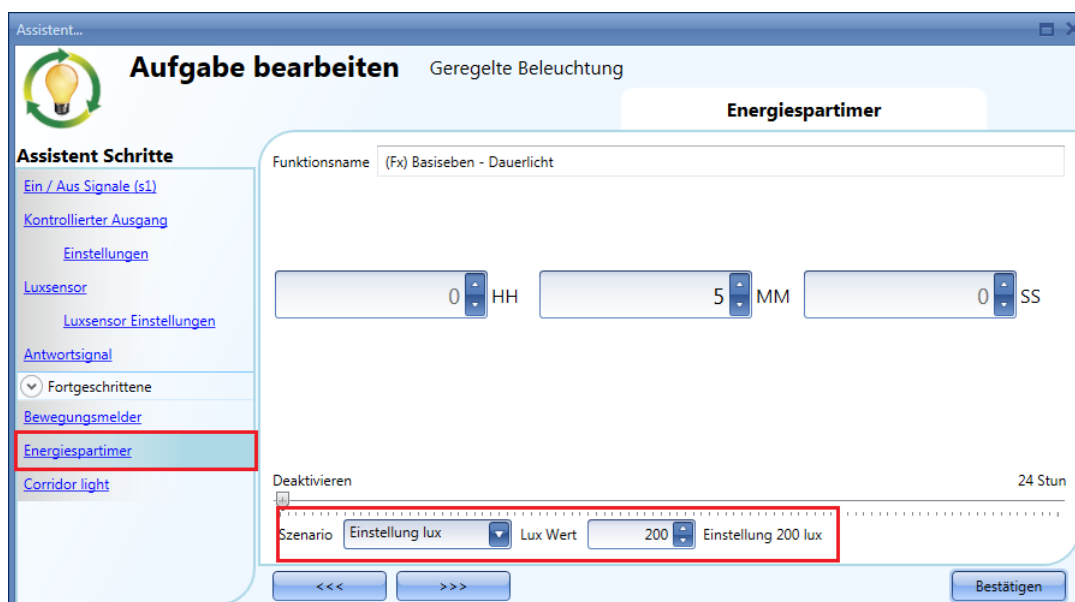 Assistent...
Aufgabe bearbeiten Geregelte Beleuchtung
Energiespartimer
Assistent Schritte
Ein / Aus Signale (s1)
Kontrollierter Ausgang
Einstellungen
Luxsensor
Luxsensor Einstellungen
Antwortsignal
Fortgeschrittene
Bewegungsmelder
Energiespartimer
Corridor light
Funktionsname (Fx) Basiseben - Dauerlicht
0 HH 5 MM 0 SS
Deaktivieren 24 Stun
Szenario Einstellung lux Lux Wert 200 Einstellung 200 lux
<<< >>> Bestätigen